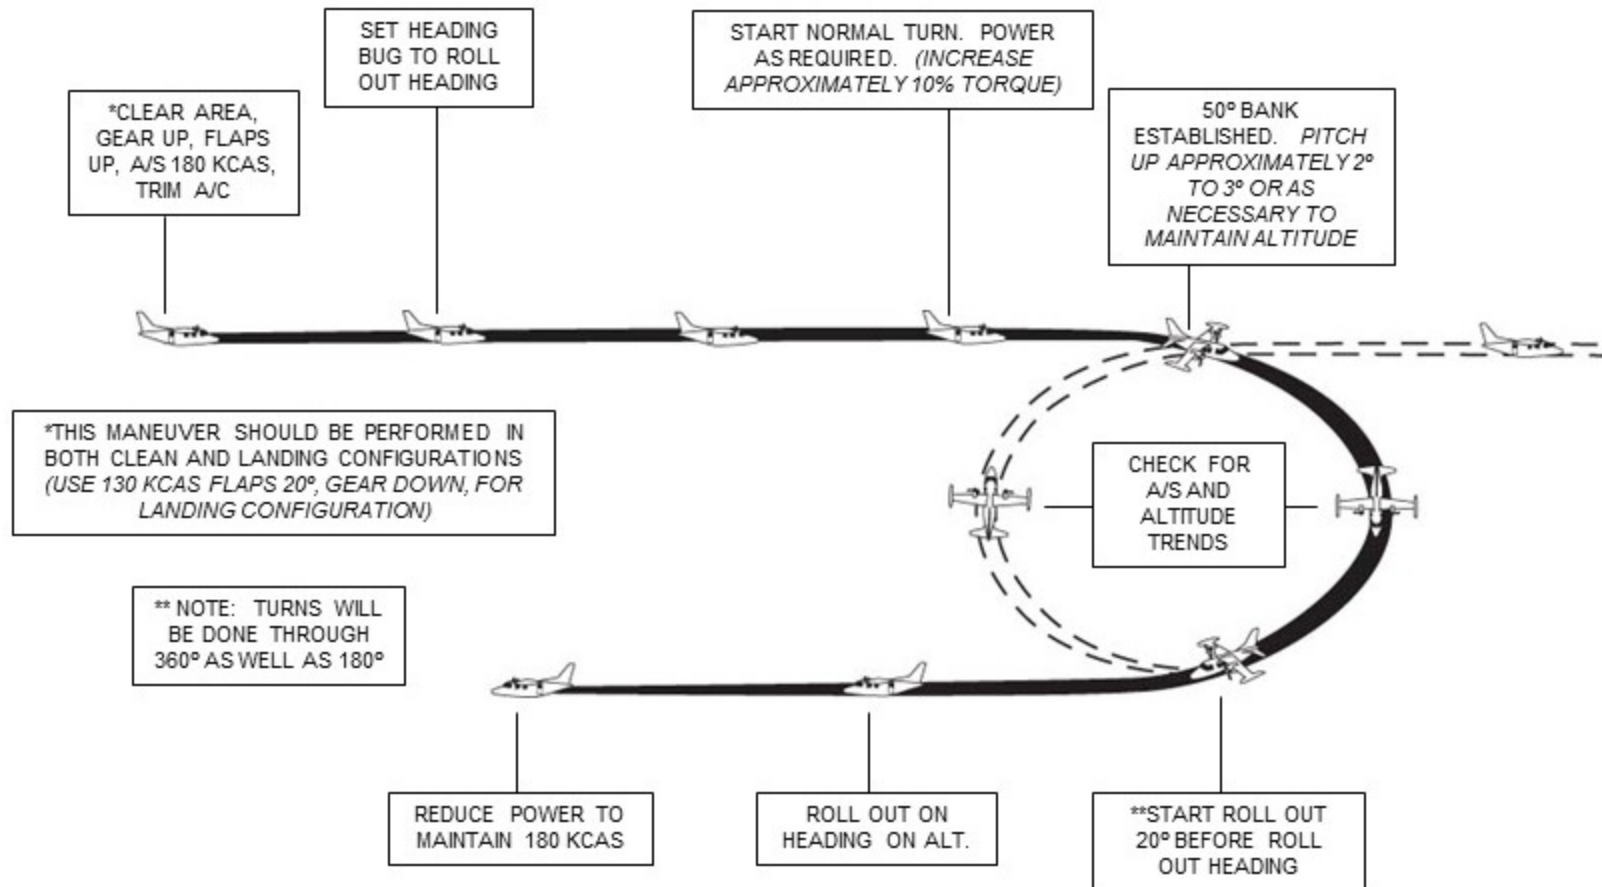 SET HEADING
BUG TO ROLL
OUT HEADING
START NORMAL TURN. POWER
AS REQUIRED. (INCREASE
APPROXIMATELY 10% TORQUE)
*CLEAR AREA,
GEAR UP, FLAPS
UP, A/S 180 KCAS,
TRIM A/C
50º BANK
ESTABLISHED. PITCH
UP APPROXIMATELY 2º
TO 3º OR AS
NECESSARY TO
MAINTAIN ALTITUDE
*THIS MANEUVER SHOULD BE PERFORMED IN
BOTH CLEAN AND LANDING CONFIGURATIONS
(USE 130 KCAS FLAPS 20º, GEAR DOWN, FOR
LANDING CONFIGURATION)
CHECK FOR
A/S AND
ALTITUDE
TRENDS
** NOTE: TURNS WILL
BE DONE THROUGH
360º AS WELL AS 180º
REDUCE POWER TO
MAINTAIN 180 KCAS
ROLL OUT ON
HEADING ON ALT.
**START ROLL OUT
20º BEFORE ROLL
OUT HEADING